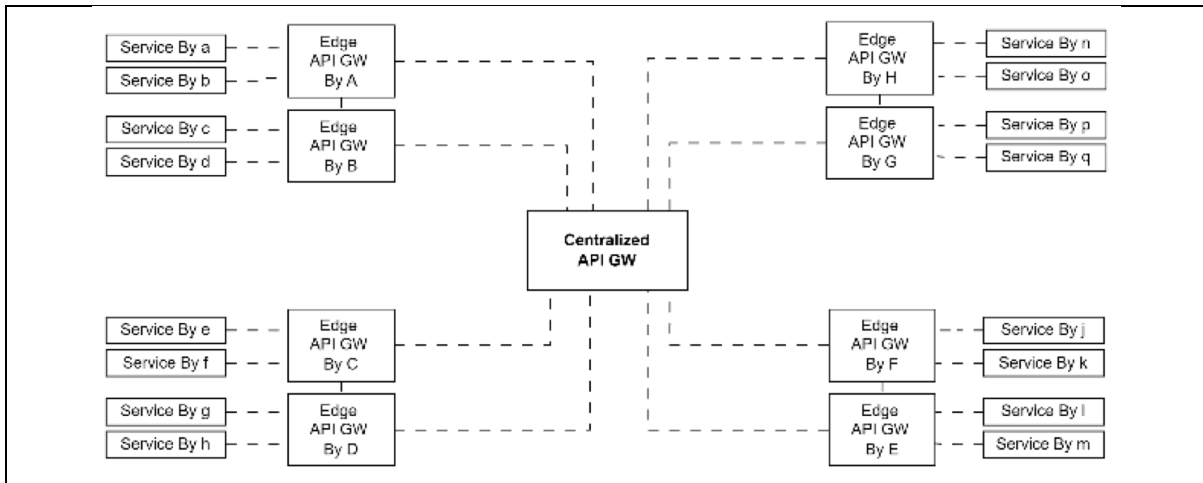 Service By a
Service By b
Edge
API GW
By A
Service By c
Service By d
Edge
API GW
By B
Edge
API GW
By H
Service By n
Service By o
Edge
API GW
By G
Service By p
Service By q
Centralized
API GW
Service By e
Service By f
Edge
API GW
By C
Service By g
Service By h
Edge
API GW
By D
Edge
API GW
By F
Service By j
Service By k
Edge
API GW
By E
Service By l
Service By m